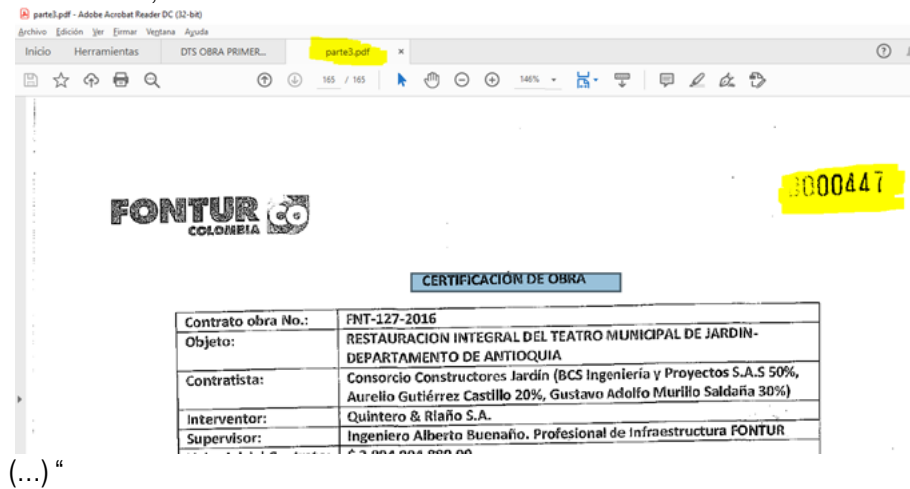 parte3.pdf - Adobe Acrobat Reader DC (32-bit)
Archivo Edición Ver Firmar Ventana Ayuda
Inicio Herramientas DTS OBRA PRIMER... parte3.pdf ×
165 / 165 146%
000447
FONTUR CO
COLOMBIA
CERTIFICACIÓN DE OBRA
Contrato obra No.: FNT-127-2016
Objeto: RESTAURACION INTEGRAL DEL TEATRO MUNICIPAL DE JARDIN-
DEPARTAMENTO DE ANTIOQUIA
Contratista: Consorcio Constructores Jardín (BCS Ingeniería y Proyectos S.A.S 50%,
Aurelio Gutiérrez Castillo 20%, Gustavo Adolfo Murillo Saldaña 30%)
Interventor: Quintero & Riaño S.A.
Supervisor: Ingeniero Alberto Buenaño. Profesional de Infraestructura FONTUR
(...) “